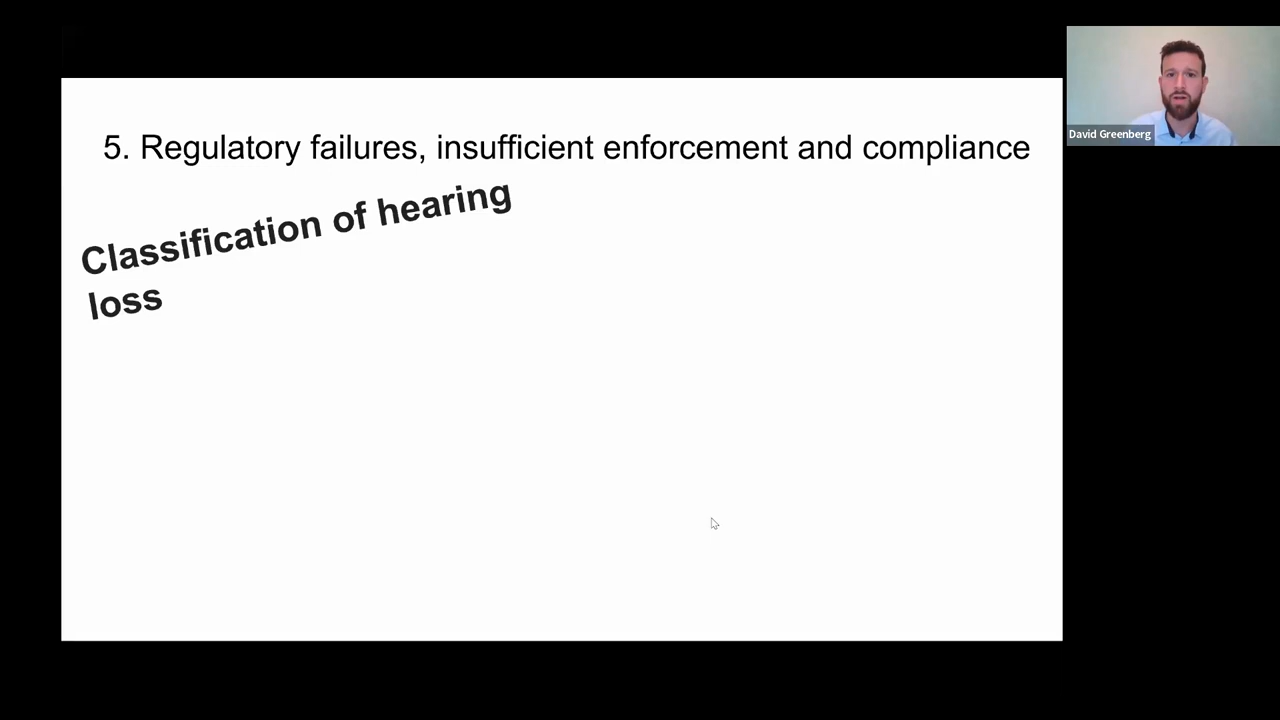 5. Regulatory failures, insufficient enforcement and compliance
Classification of hearing
loss
David Greenberg